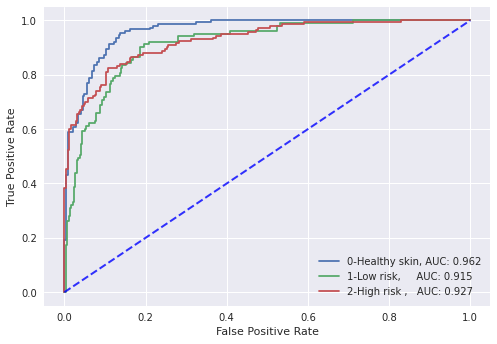 1.0
0.8
0.6
0.4
0.2
0.0
True Positive Rate
0-Healthy skin, AUC: 0.962
1-Low risk,     AUC: 0.915
2-High risk ,   AUC: 0.927
0.0 0.2 0.4 0.6 0.8 1.0
False Positive Rate